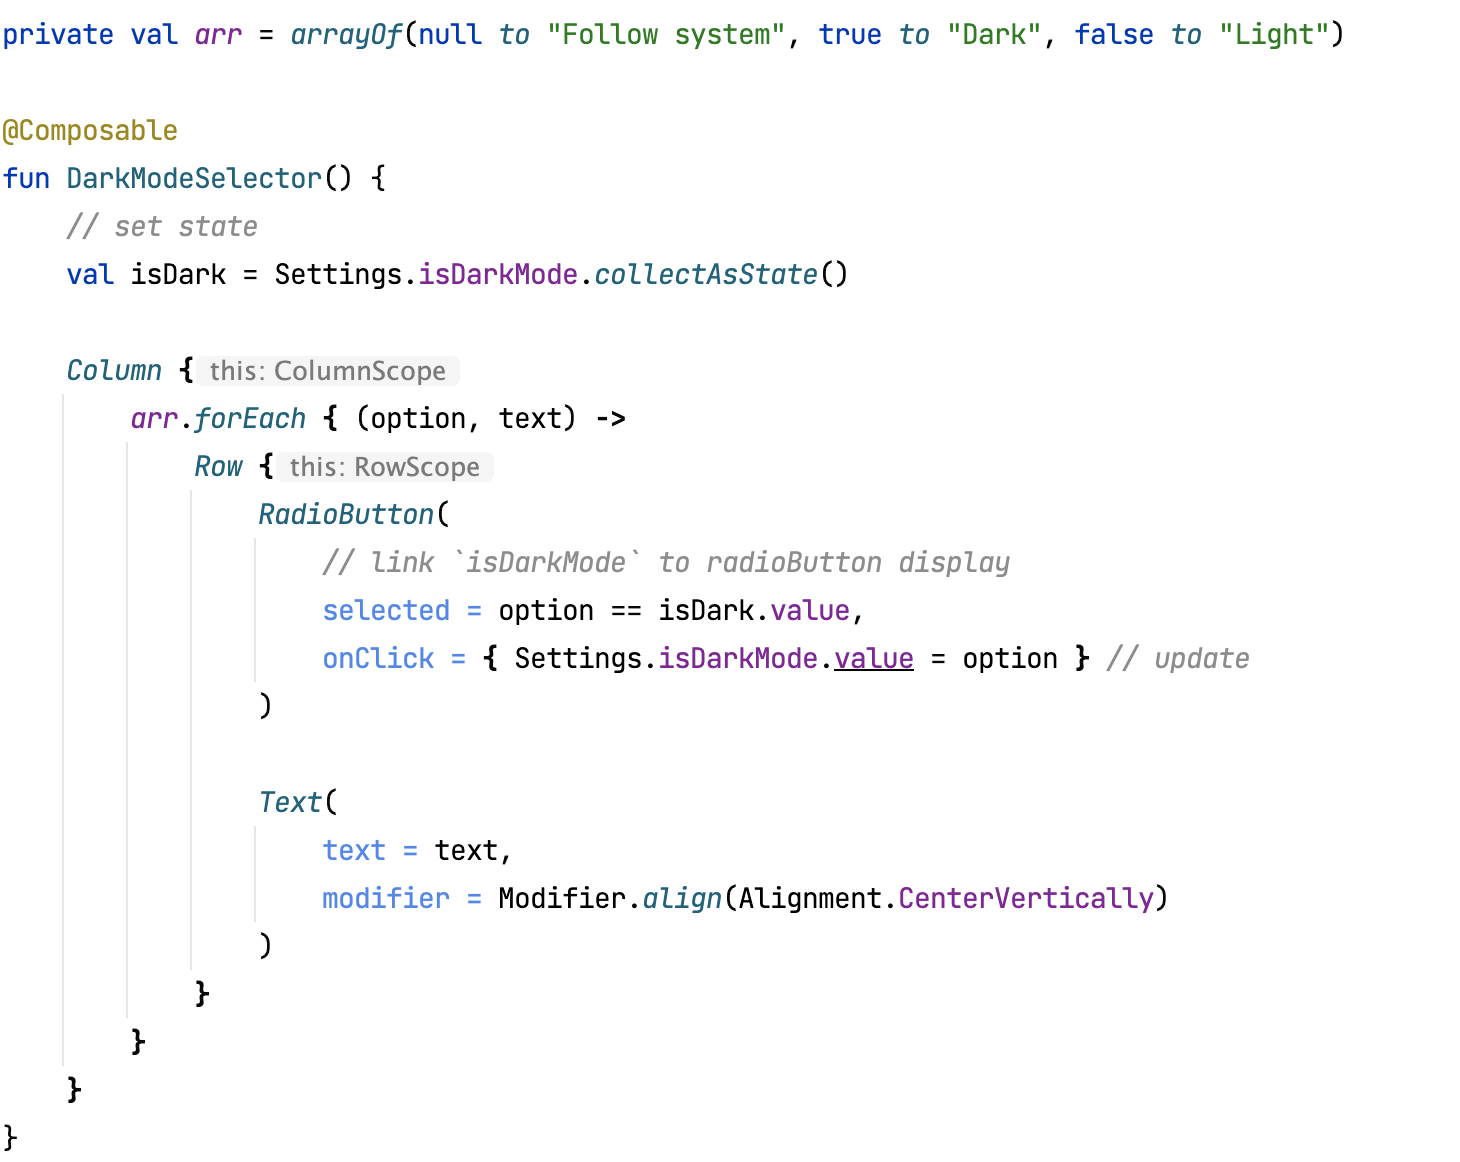 private val arr = arrayOf(null to "Follow system", true to "Dark", false to "Light")
@Composable
fun DarkModeSelector() {
    // set state
    val isDark = Settings.isDarkMode.collectAsState()
    Column { this: ColumnScope
        arr.forEach { (option, text) ->
            Row { this: RowScope
                RadioButton(
                    // link `isDarkMode` to radioButton display
                    selected = option == isDark.value,
                    onClick = { Settings.isDarkMode.value = option } // update
                )
                Text(
                    text = text,
                    modifier = Modifier.align(Alignment.CenterVertically)
                )
            }
        }
    }
}